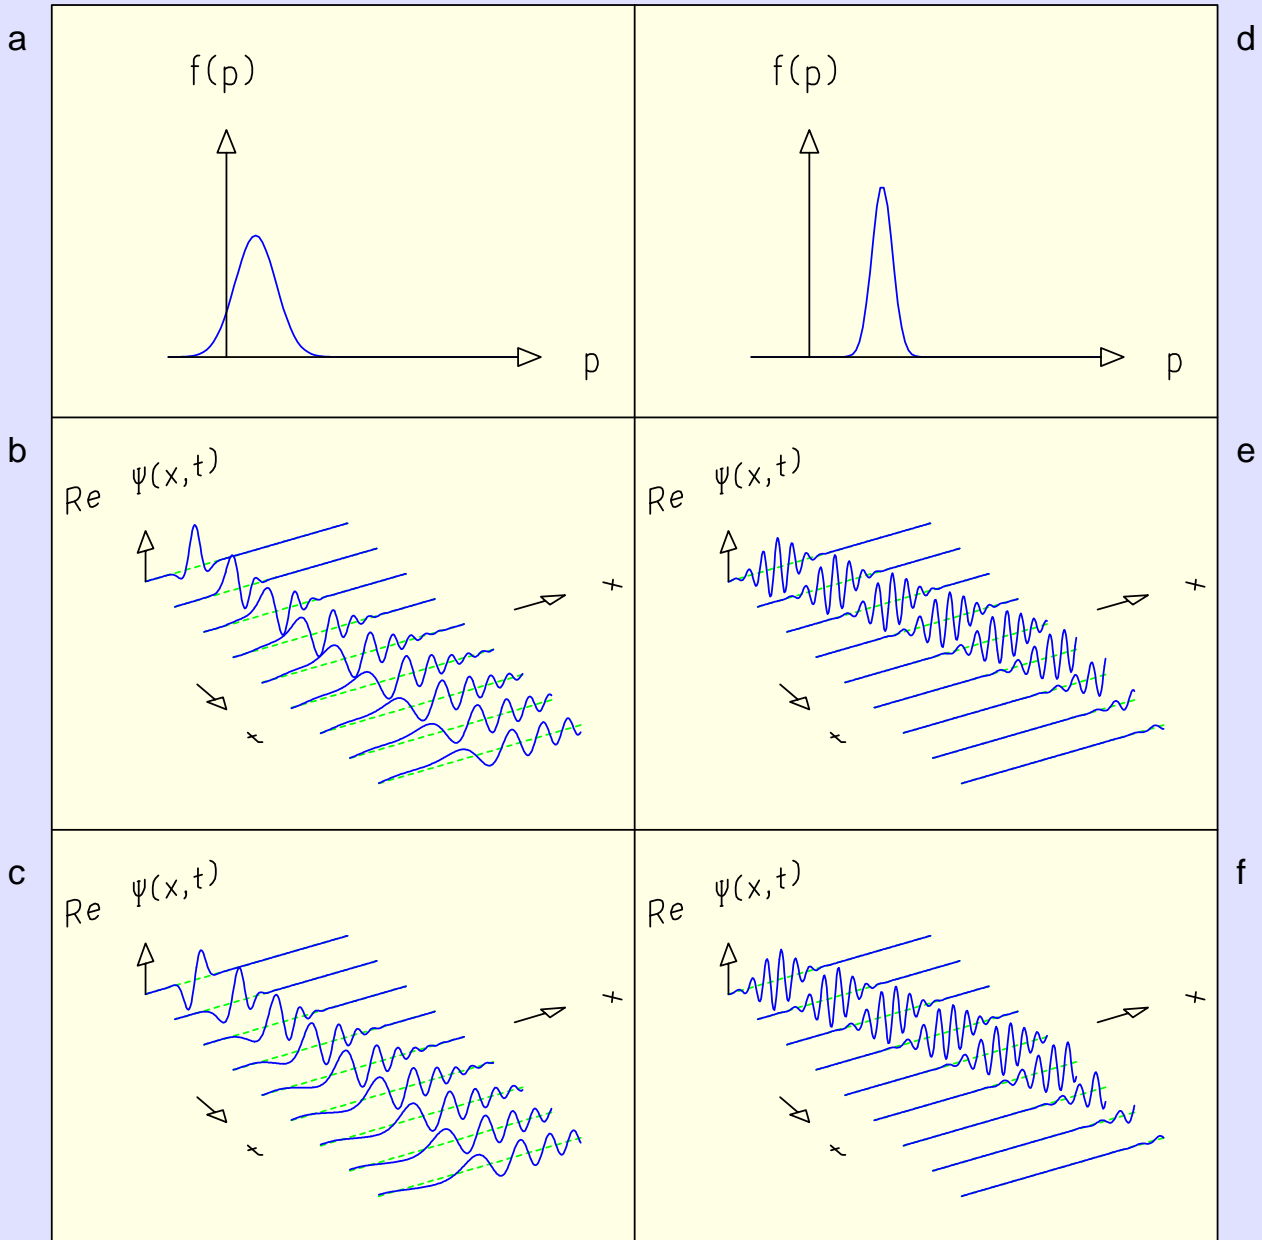 a
f(p)
p
d
f(p)
p
b
Re ψ(x,t)
x
t
e
Re ψ(x,t)
x
t
c
Re ψ(x,t)
x
t
f
Re ψ(x,t)
x
t